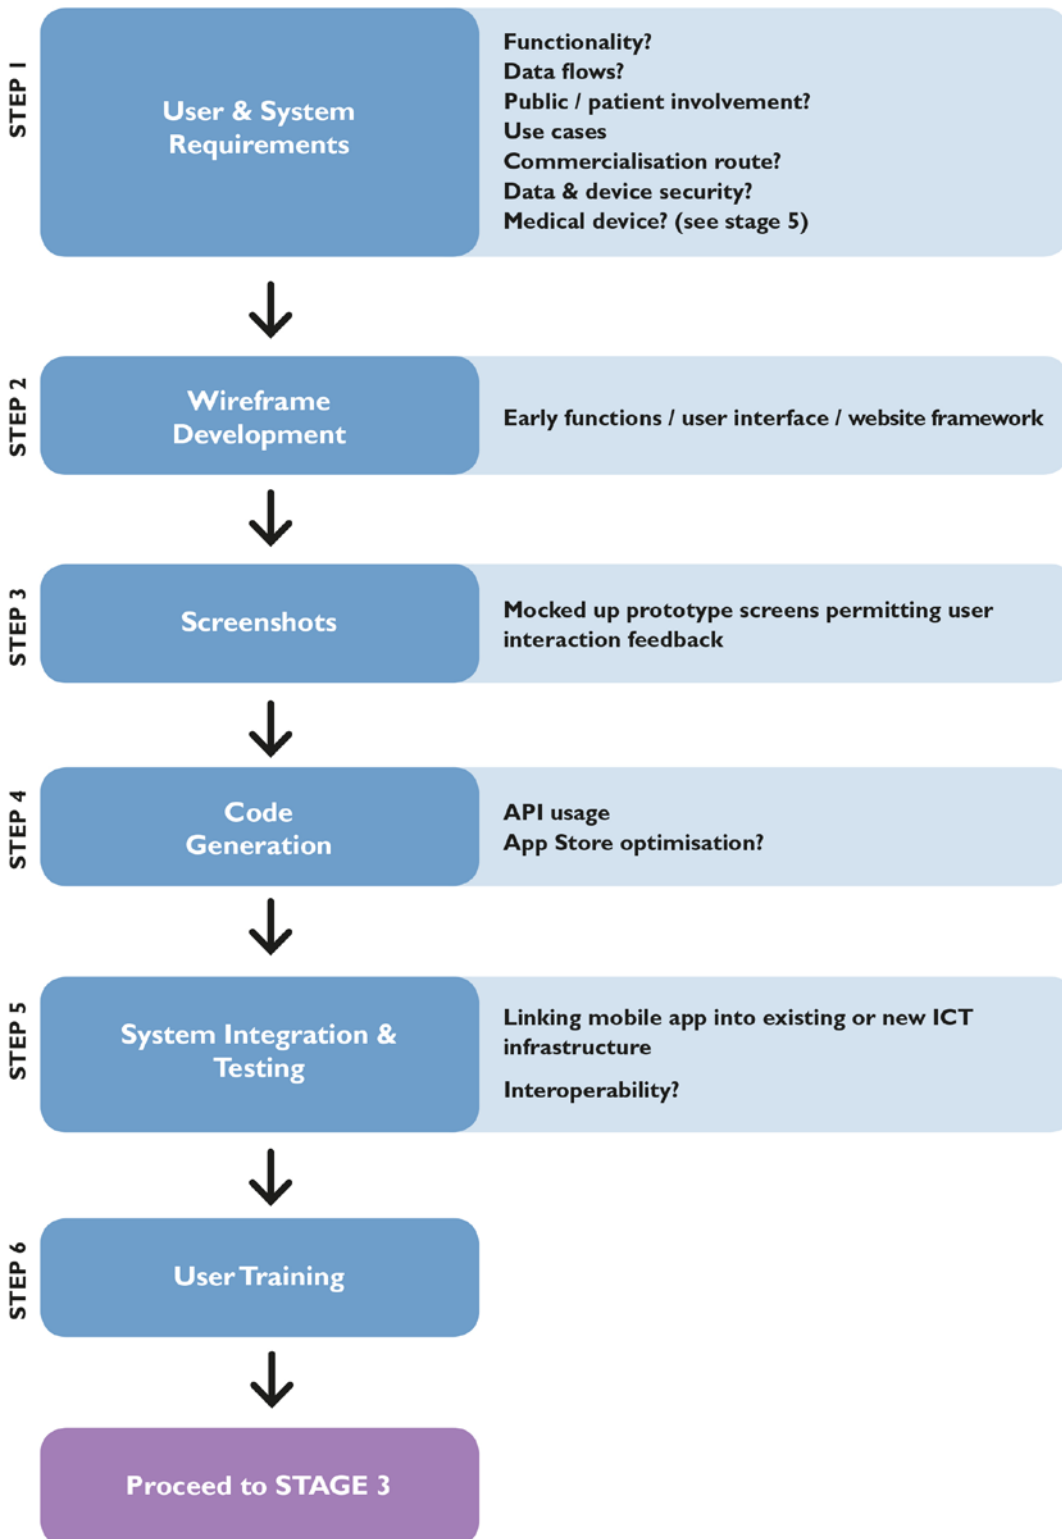 STEP 1
User & System
Requirements
Functionality?
Data flows?
Public / patient involvement?
Use cases
Commercialisation route?
Data & device security?
Medical device? (see stage 5)
STEP 2
Wireframe
Development
Early functions / user interface / website framework
STEP 3
Screenshots
Mocked up prototype screens permitting user
interaction feedback
STEP 4
Code
Generation
API usage
App Store optimisation?
STEP 5
System Integration &
Testing
Linking mobile app into existing or new ICT
infrastructure
Interoperability?
STEP 6
User Training
Proceed to STAGE 3